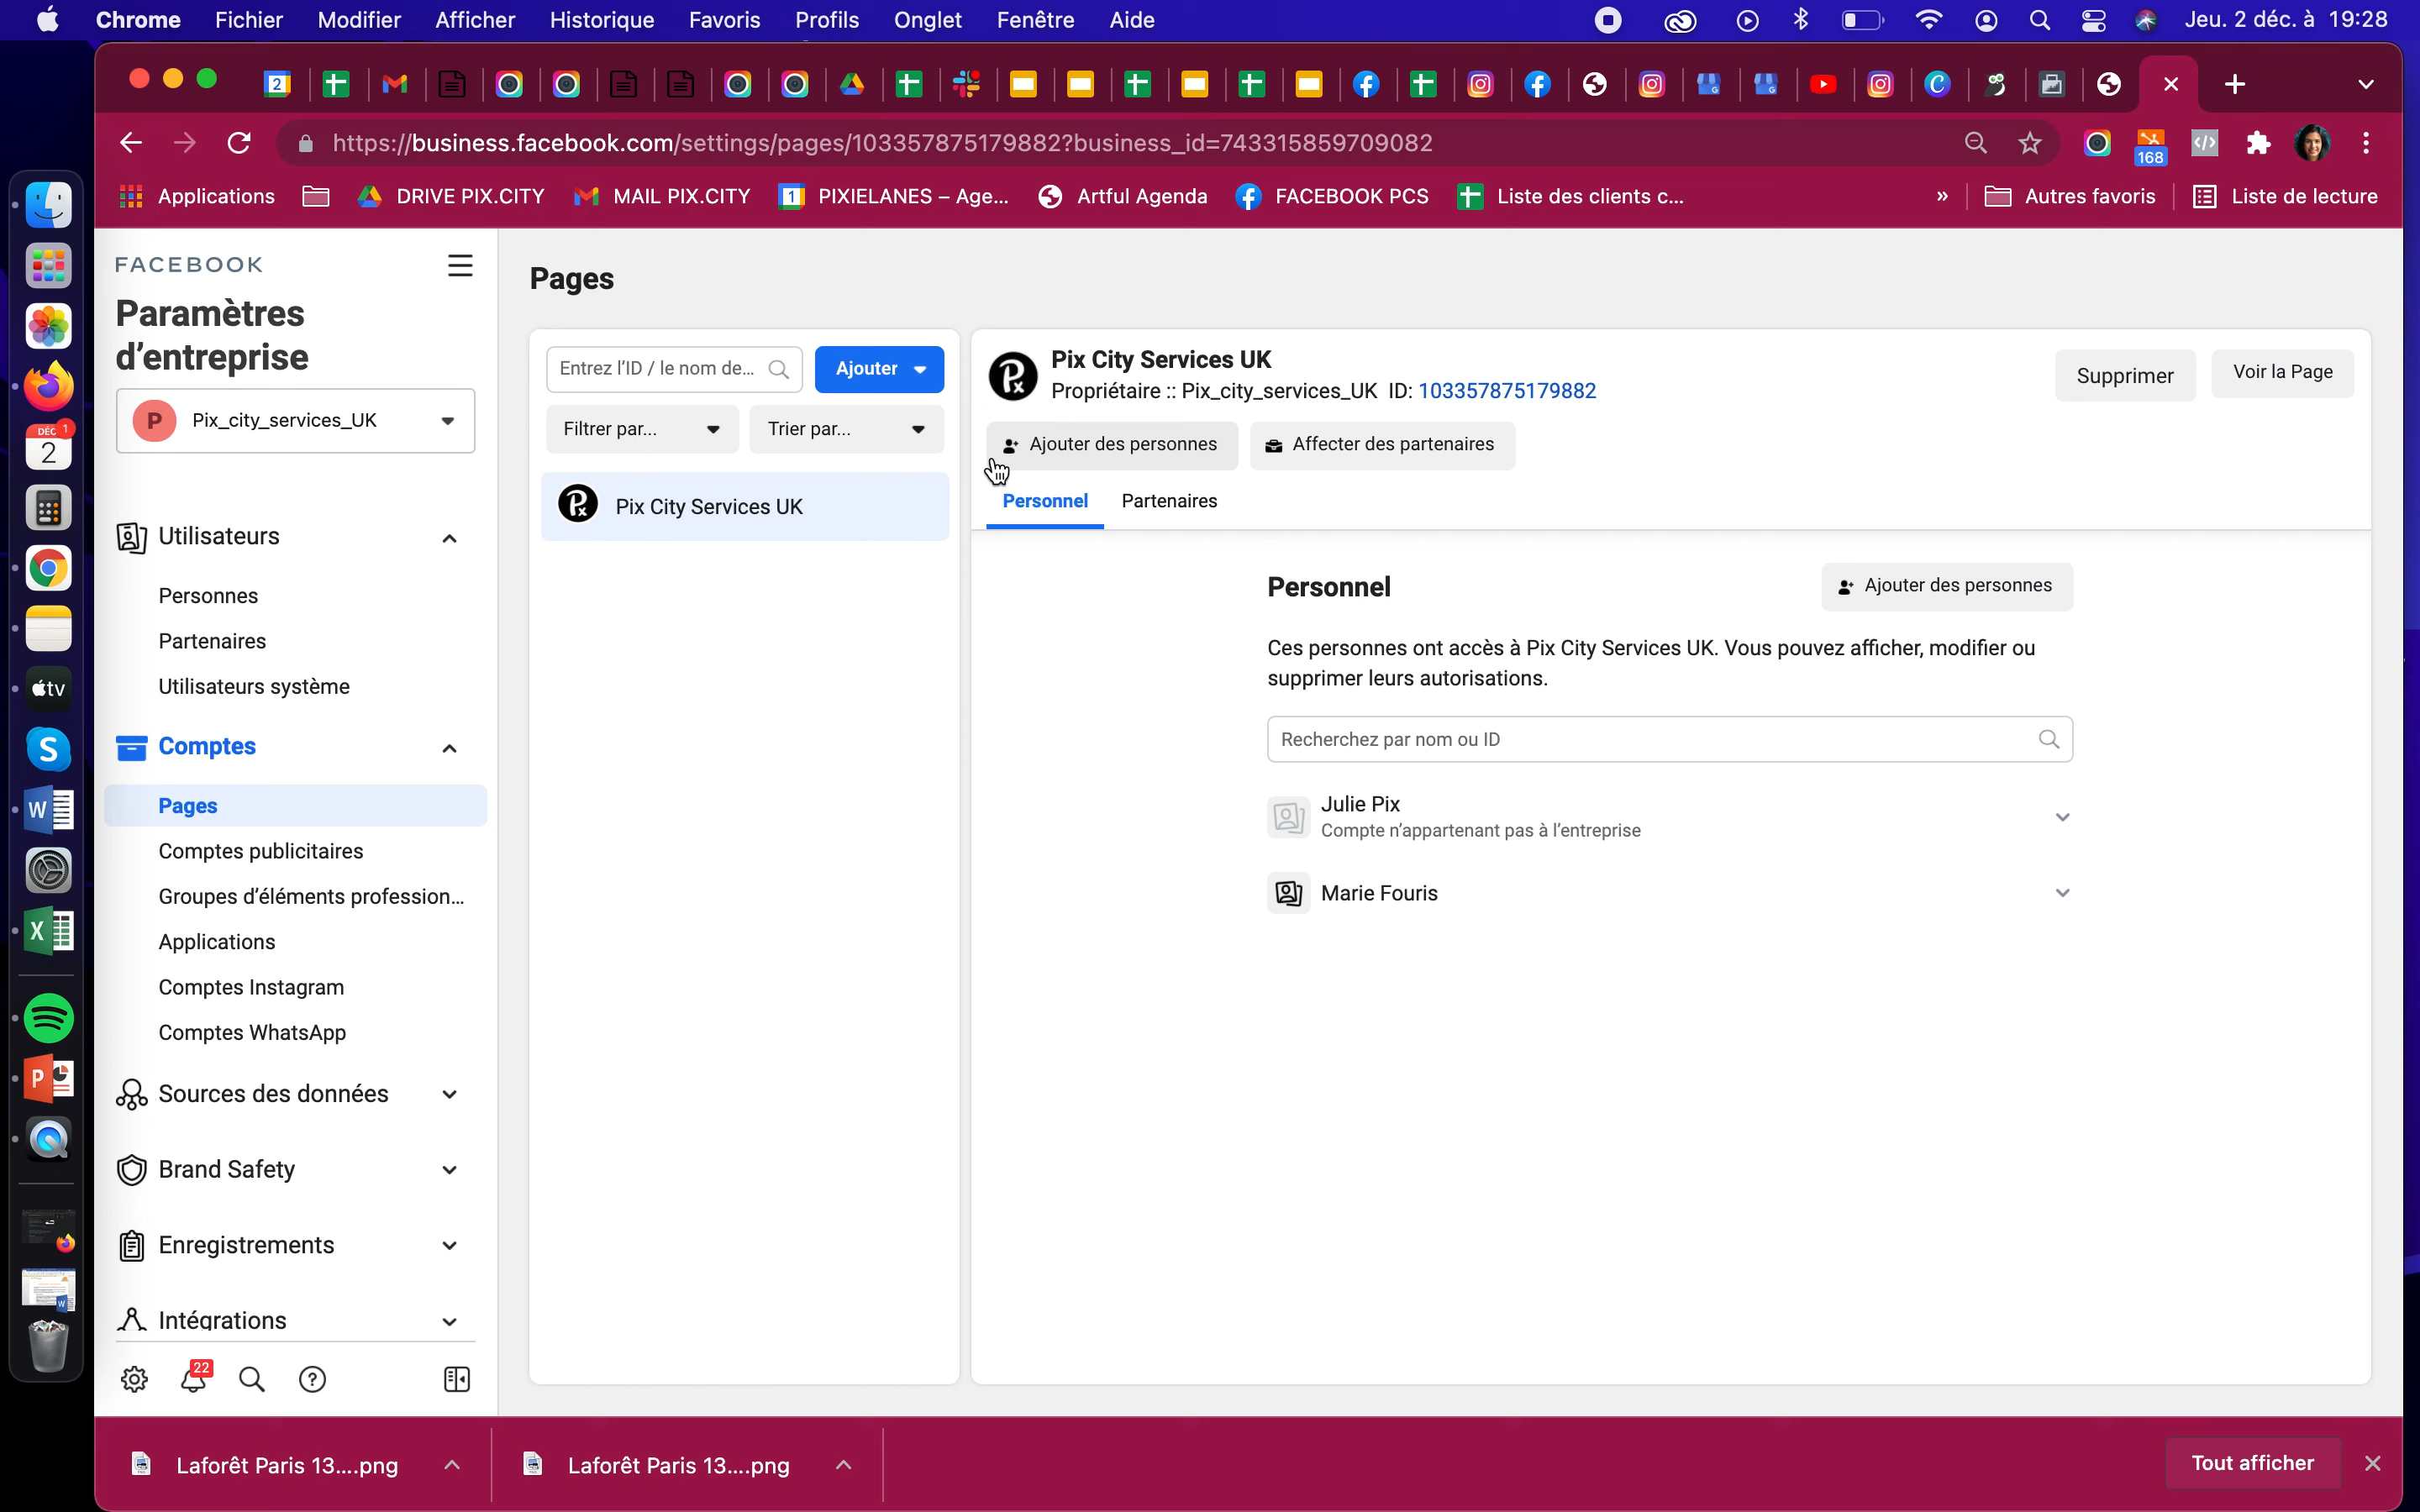 Chrome Fichier Modifier Afficher Historique Favoris Profils Onglet Fenêtre Aide Jeu. 2 déc. à 19:28
https://business.facebook.com/settings/pages/103357875179882?business_id=743315859709082
168
Applications DRIVE PIX.CITY MAIL PIX.CITY PIXIELANES – Age... Artful Agenda FACEBOOK PCS Liste des clients c... » Autres favoris Liste de lecture
FACEBOOK
Paramètres
d’entreprise
P Pix_city_services_UK
Utilisateurs
Personnes
Partenaires
Utilisateurs système
Comptes
Pages
Comptes publicitaires
Groupes d’éléments profession...
Applications
Comptes Instagram
Comptes WhatsApp
Sources des données
Brand Safety
Enregistrements
Intégrations
22
Pages
Entrez l’ID / le nom de... Ajouter
Filtrer par... Trier par...
Pix City Services UK
Pix City Services UK
Propriétaire :: Pix_city_services_UK ID: 103357875179882
Supprimer Voir la Page
Ajouter des personnes Affecter des partenaires
Personnel Partenaires
Personnel Ajouter des personnes
Ces personnes ont accès à Pix City Services UK. Vous pouvez afficher, modifier ou
supprimer leurs autorisations.
Recherchez par nom ou ID
Julie Pix
Compte n’appartenant pas à l’entreprise
Marie Fouris
DÉC 1
2
tv
Laforêt Paris 13....png Laforêt Paris 13....png Tout afficher